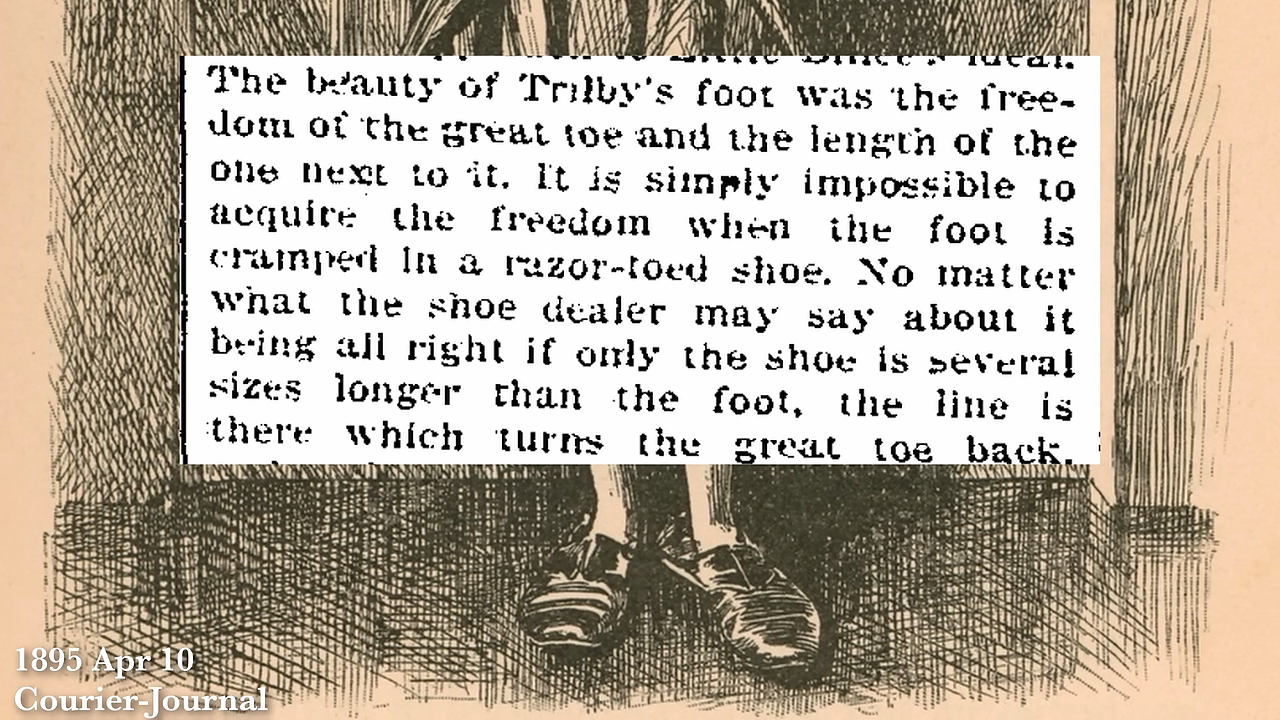 ideal.
The beauty of Trilby's foot was the free-
dom of the great toe and the length of the
one next to it. It is simply impossible to
acquire the freedom when the foot is
cramped in a razor-toed shoe. No matter
what the shoe dealer may say about it
being all right if only the shoe is several
sizes longer than the foot, the line is
there which turns the great toe back.
1895 Apr 10
Courier-Journal